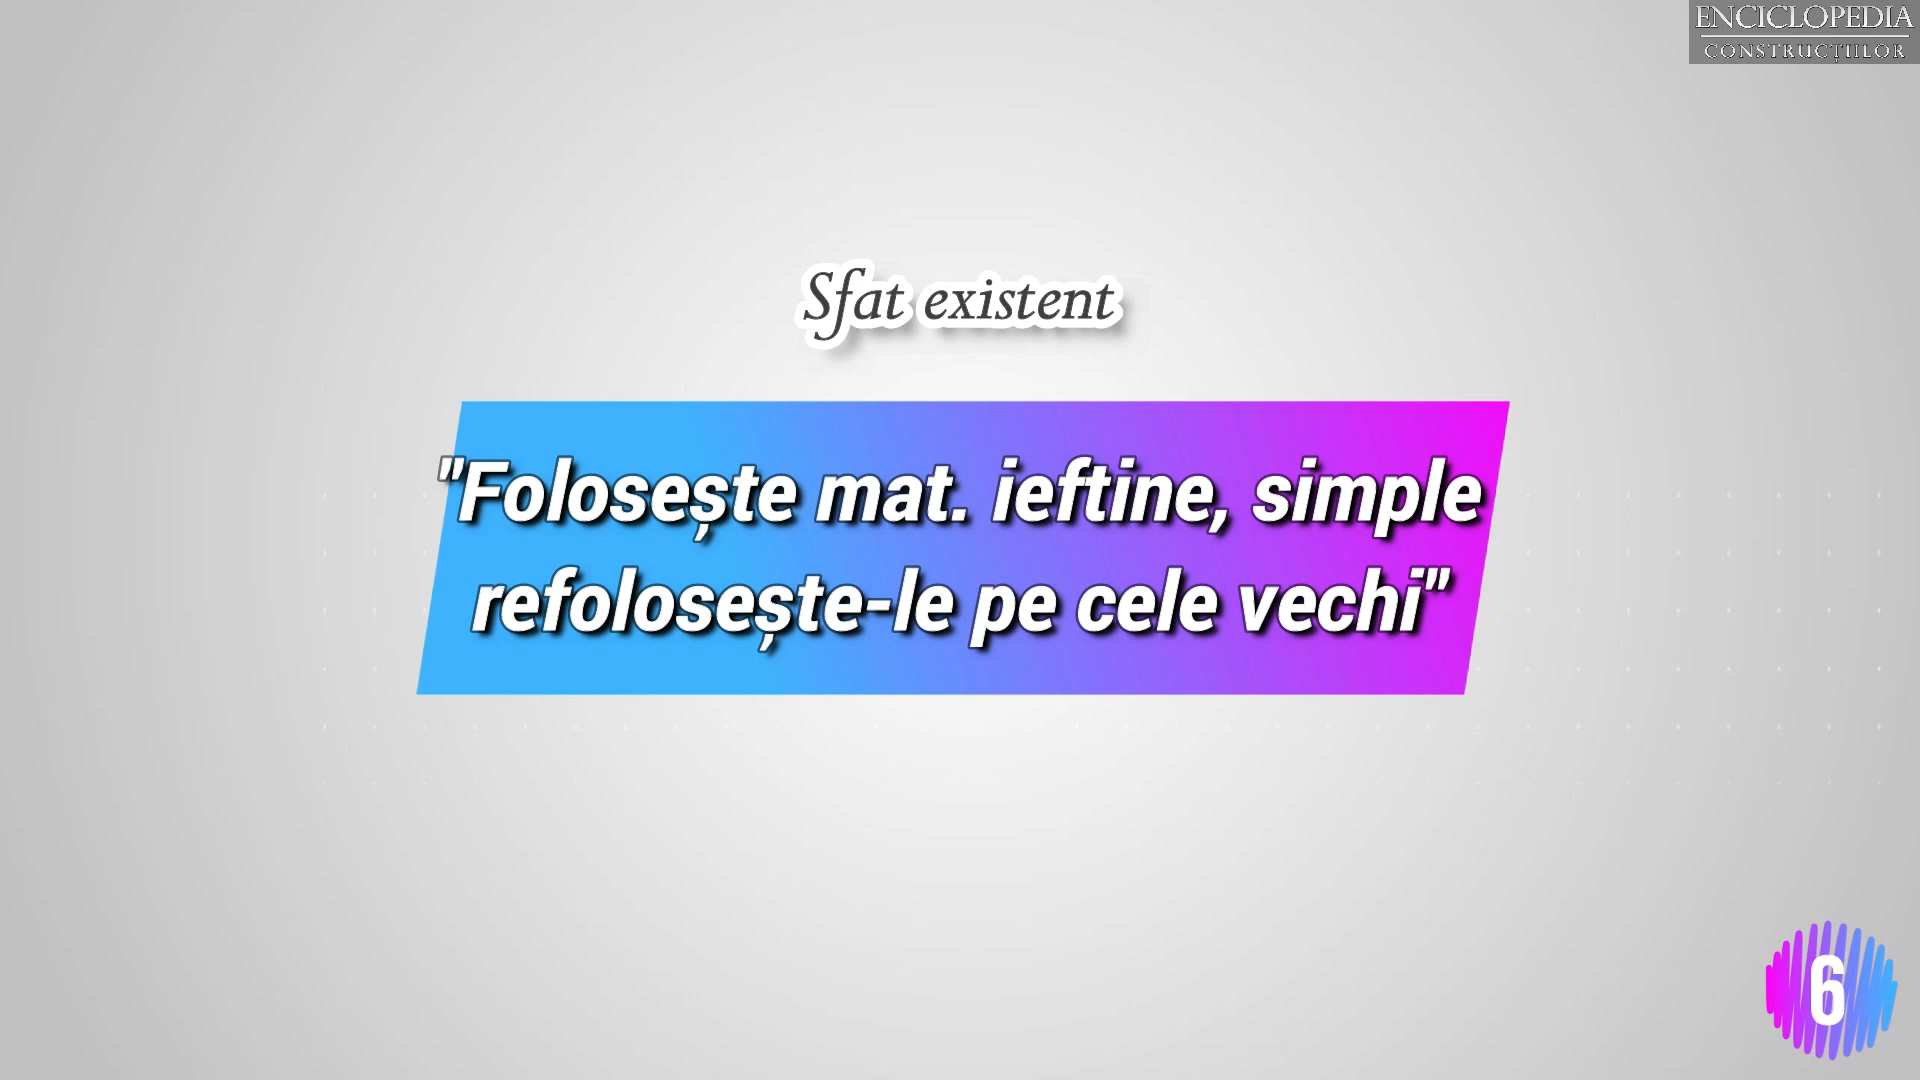 ENCICLOPEDIA
CONSTRUCȚIILOR
Sfat existent
"Folosește mat. ieftine, simple
refolosește-le pe cele vechi"
6